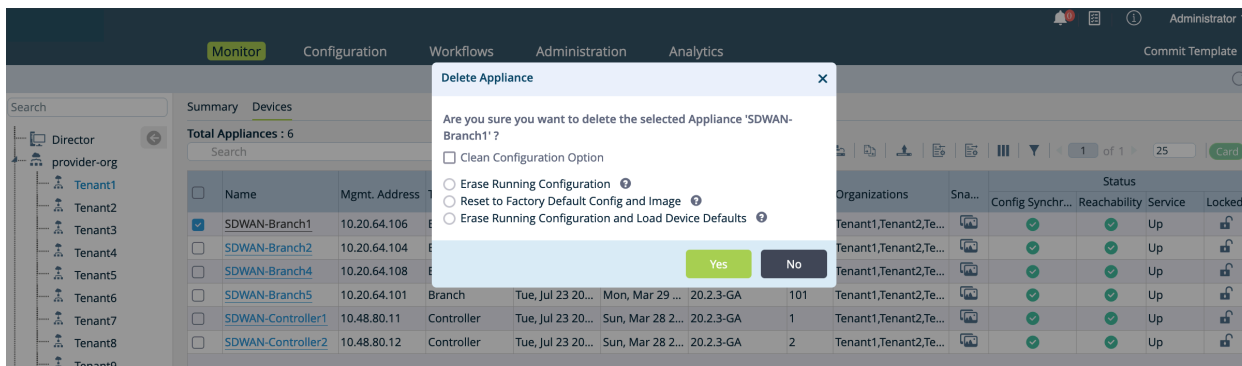 0
Administrator
Monitor Configuration Workflows Administration Analytics
Commit Template
Delete Appliance
Are you sure you want to delete the selected Appliance 'SDWAN-
Branch1' ?
Clean Configuration Option
Erase Running Configuration
Reset to Factory Default Config and Image
Erase Running Configuration and Load Device Defaults
Yes No
Search
Director
provider-org
Tenant1
Tenant2
Tenant3
Tenant4
Tenant5
Tenant6
Tenant7
Tenant8
Tenant9
Summary Devices
Total Appliances : 6
Search
1 of 1 25 Card
Status
Name Mgmt. Address Organizations Sna... Config Synchr... Reachability Service Locked
SDWAN-Branch1 10.20.64.106 Tenant1,Tenant2,Te... Up
SDWAN-Branch2 10.20.64.104 Tenant1,Tenant2,Te... Up
SDWAN-Branch4 10.20.64.108 Tenant1,Tenant2,Te... Up
SDWAN-Branch5 10.20.64.101 Branch Tue, Jul 23 20... Mon, Mar 29 ... 20.2.3-GA 101 Tenant1,Tenant2,Te... Up
SDWAN-Controller1 10.48.80.11 Controller Tue, Jul 23 20... Sun, Mar 28 2... 20.2.3-GA 1 Tenant1,Tenant2,Te... Up
SDWAN-Controller2 10.48.80.12 Controller Tue, Jul 23 20... Sun, Mar 28 2... 20.2.3-GA 2 Tenant1,Tenant2,Te... Up